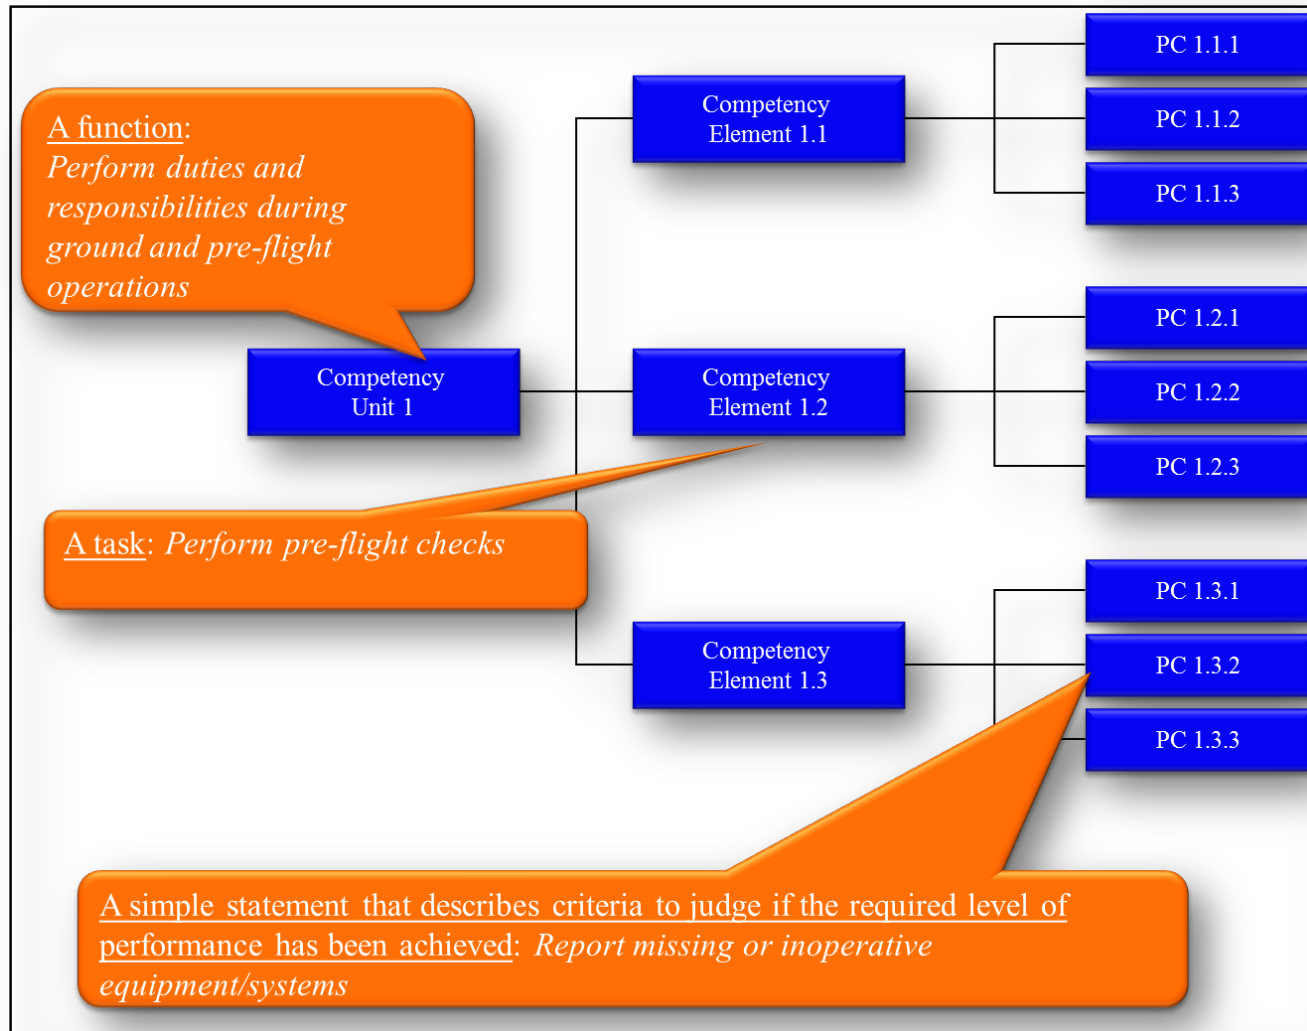 A function:
Perform duties and
responsibilities during
ground and pre-flight
operations
Competency
Unit 1
Competency
Element 1.1
PC 1.1.1
PC 1.1.2
PC 1.1.3
Competency
Element 1.2
PC 1.2.1
PC 1.2.2
PC 1.2.3
A task: Perform pre-flight checks
Competency
Element 1.3
PC 1.3.1
PC 1.3.2
PC 1.3.3
A simple statement that describes criteria to judge if the required level of
performance has been achieved: Report missing or inoperative
equipment/systems